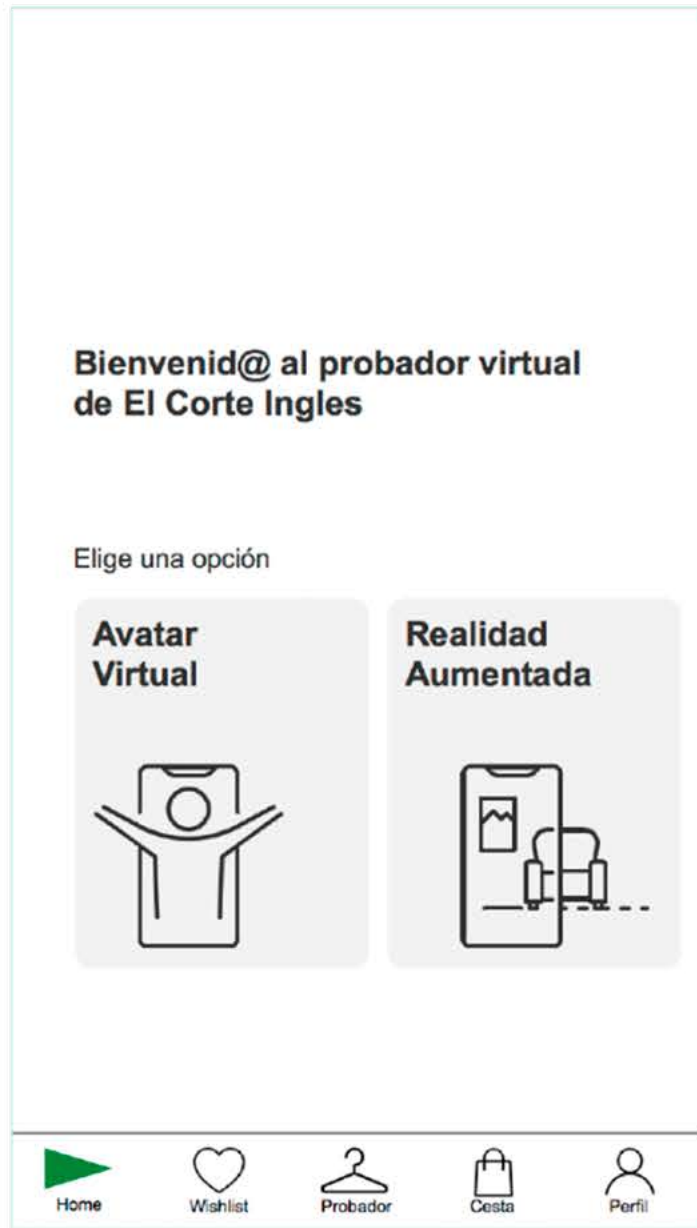 Bienvenid@ al probador virtual
de El Corte Ingles
Elige una opción
Avatar
Virtual
Realidad
Aumentada
Home
Wishlist
Probador
Cesta
Perfil